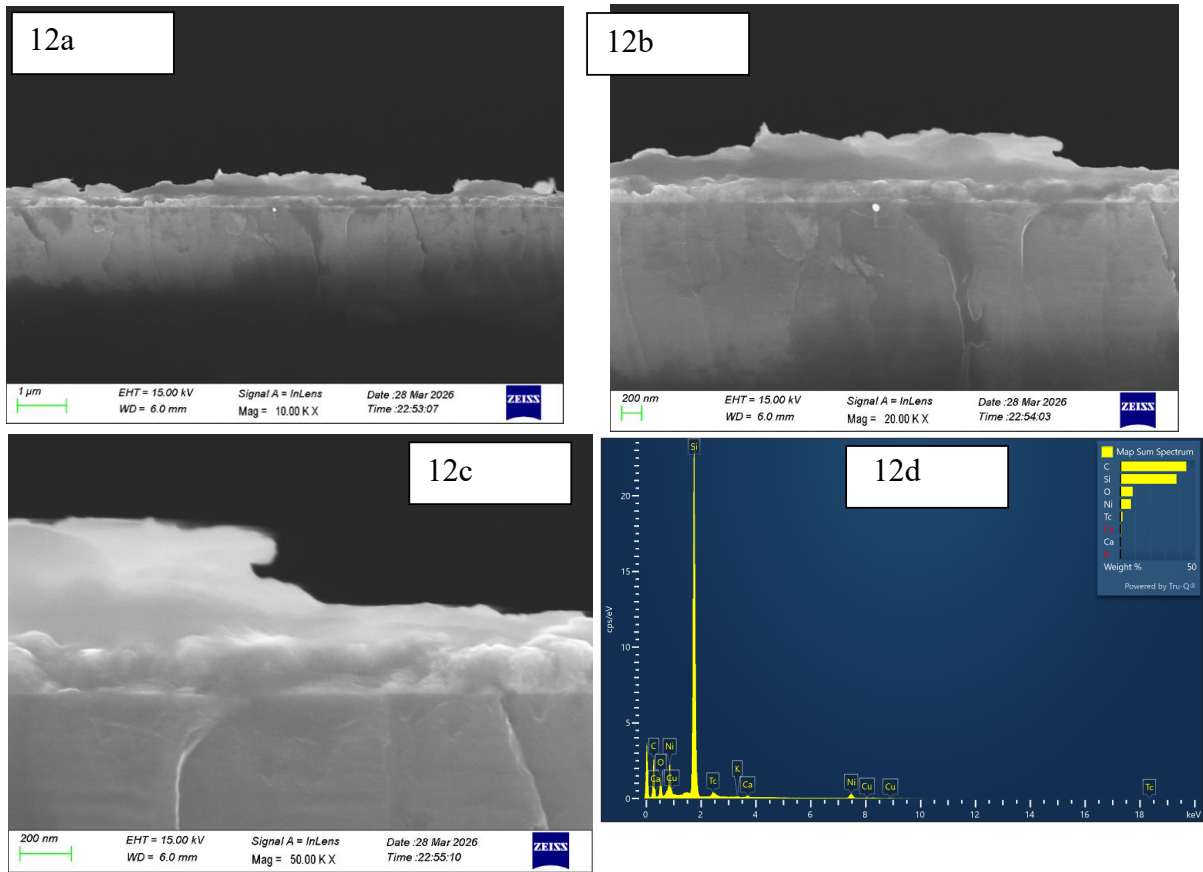 12a
1 µm
EHT = 15.00 kV
WD = 6.0 mm
Signal A = InLens
Mag = 10.00 K X
Date :28 Mar 2026
Time :22:53:07
ZEISS
12b
200 nm
EHT = 15.00 kV
WD = 6.0 mm
Signal A = InLens
Mag = 20.00 K X
Date :28 Mar 2026
Time :22:54:03
ZEISS
12c
200 nm
EHT = 15.00 kV
WD = 6.0 mm
Signal A = InLens
Mag = 50.00 K X
Date :28 Mar 2026
Time :22:55:10
ZEISS
12d
Map Sum Spectrum
C
Si
O
Ni
Tc
Ca
K
Weight % 50
Powered by Tru-Q®
cps/eV
20
15
10
5
0
Si
C
Ni
O
Ca
Cu
Tc
K
Ca
Ni
Cu
Cu
Tc
0 2 4 6 8 10 12 14 16 18 keV